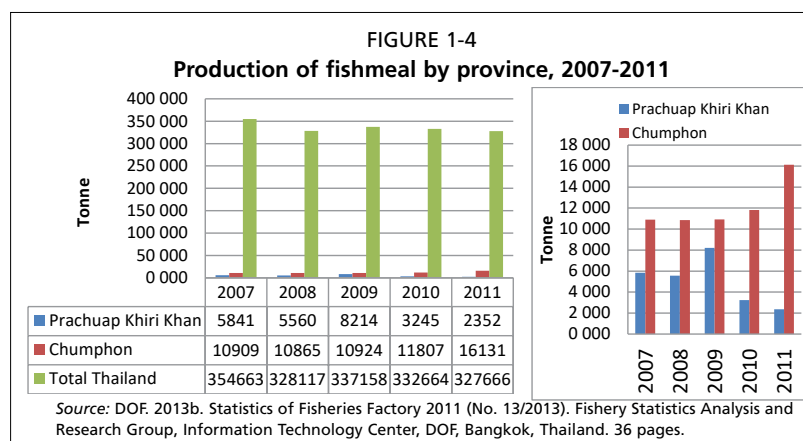 FIGURE 1-4
Production of fishmeal by province, 2007-2011
Tonne
400 000
350 000
300 000
250 000
200 000
150 000
100 000
50 000
0 000
2007 2008 2009 2010 2011
Prachuap Khiri Khan 5841 5560 8214 3245 2352
Chumphon 10909 10865 10924 11807 16131
Total Thailand 354663 328117 337158 332664 327666
Prachuap Khiri Khan
Chumphon
Tonne
18 000
16 000
14 000
12 000
10 000
8 000
6 000
4 000
2 000
0 000
2007 2008 2009 2010 2011
Source: DOF. 2013b. Statistics of Fisheries Factory 2011 (No. 13/2013). Fishery Statistics Analysis and
Research Group, Information Technology Center, DOF, Bangkok, Thailand. 36 pages.